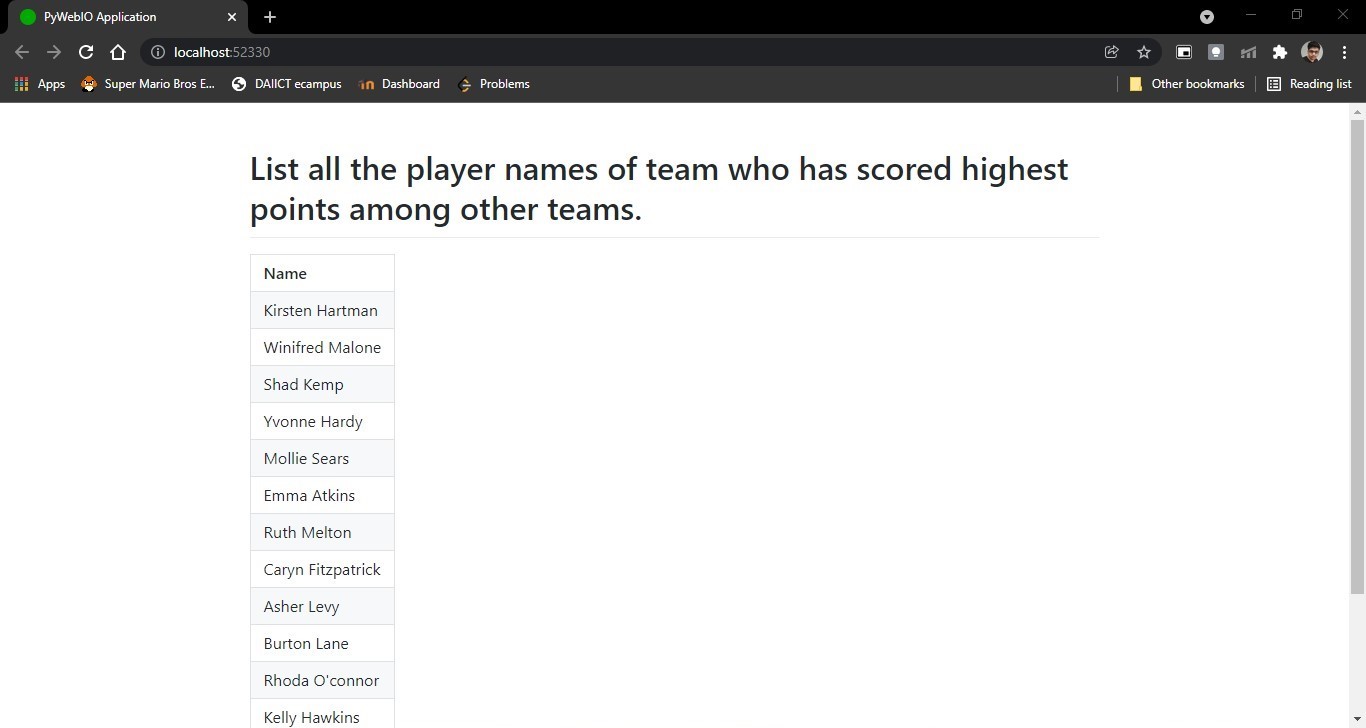 PyWebIO Application
localhost:52330
Apps
Super Mario Bros E...
DAIICT ecampus
Dashboard
Problems
Other bookmarks
Reading list
List all the player names of team who has scored highest
points among other teams.
Name
Kirsten Hartman
Winifred Malone
Shad Kemp
Yvonne Hardy
Mollie Sears
Emma Atkins
Ruth Melton
Caryn Fitzpatrick
Asher Levy
Burton Lane
Rhoda O'connor
Kelly Hawkins